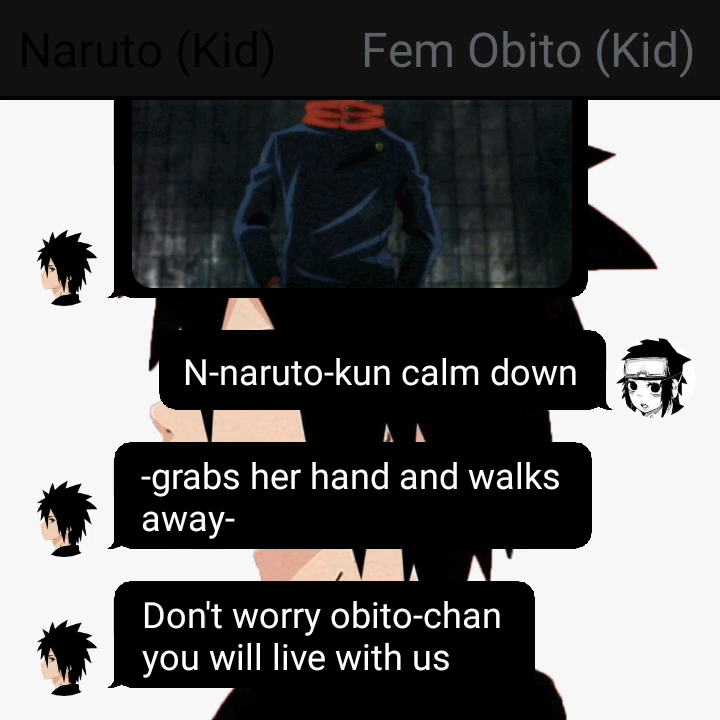 Naruto (Kid) Fem Obito (Kid)
N-naruto-kun calm down
-grabs her hand and walks
away-
Don't worry obito-chan
you will live with us